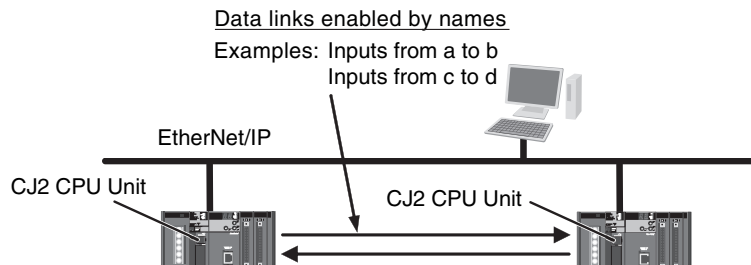 Data links enabled by names
Examples: Inputs from a to b
Inputs from c to d
EtherNet/IP
CJ2 CPU Unit
CJ2 CPU Unit